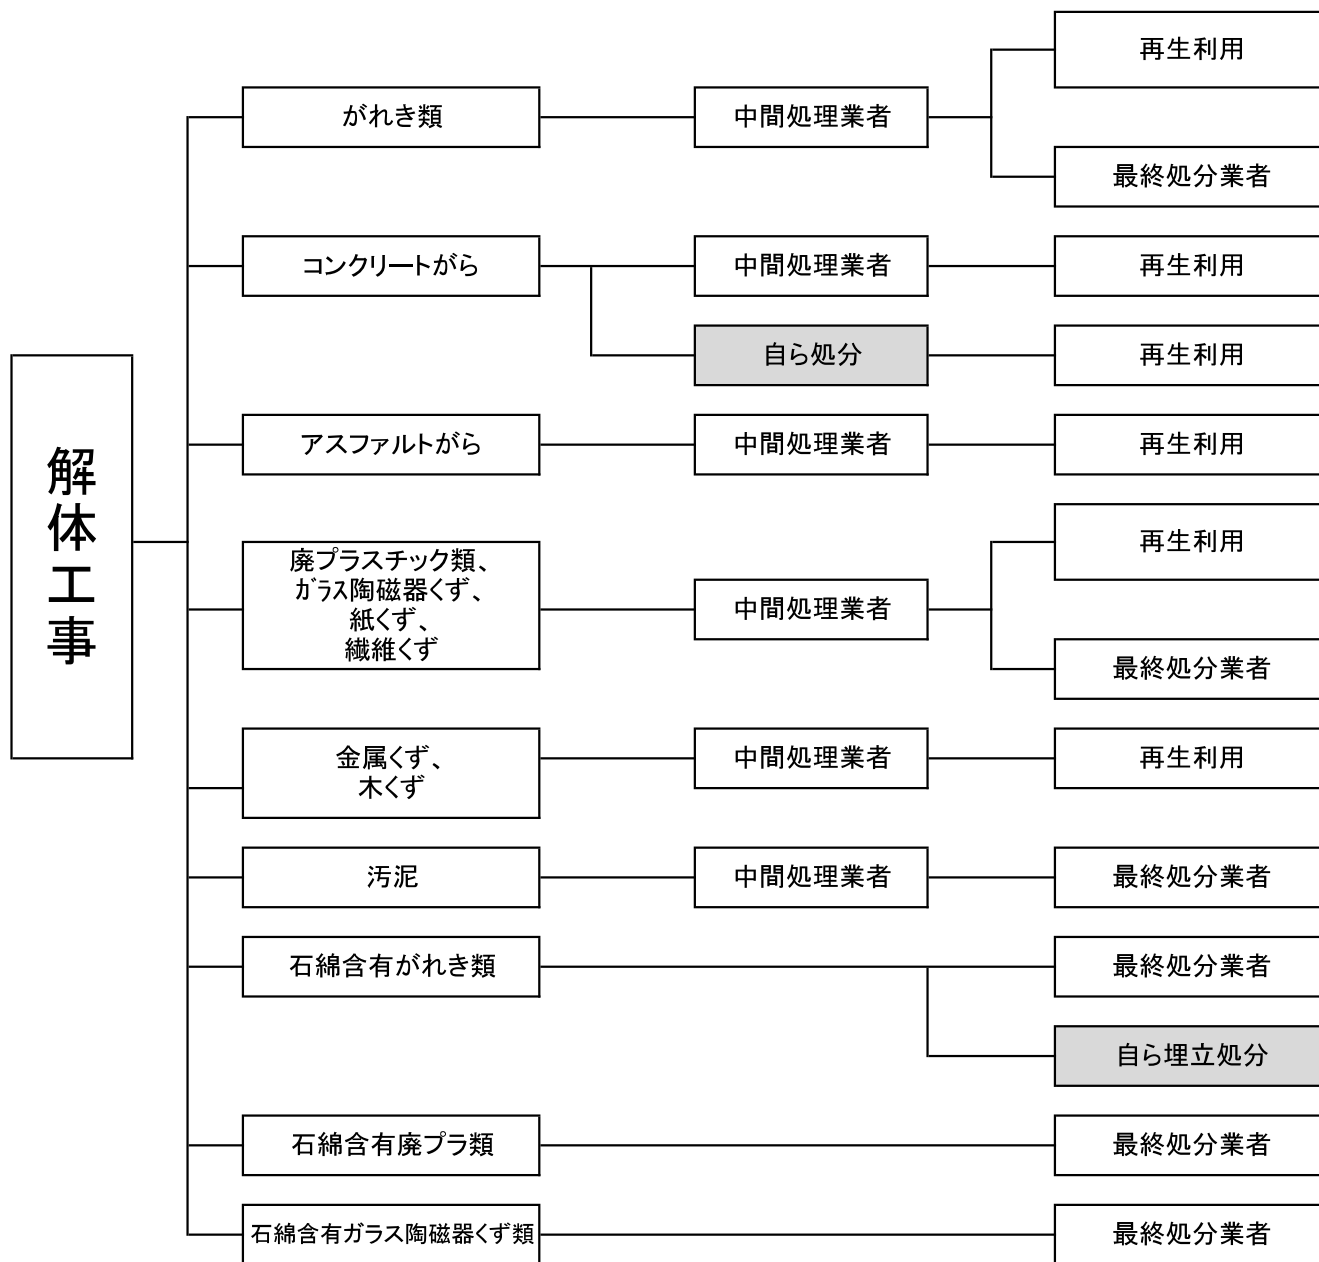 解体工事
がれき類
中間処理業者
再生利用
最終処分業者
コンクリートがら
中間処理業者
再生利用
自ら処分
再生利用
アスファルトがら
中間処理業者
再生利用
廃プラスチック類、
ｶﾞﾗｽ陶磁器くず、
紙くず、
繊維くず
中間処理業者
再生利用
最終処分業者
金属くず、
木くず
中間処理業者
再生利用
汚泥
中間処理業者
最終処分業者
石綿含有がれき類
最終処分業者
自ら埋立処分
石綿含有廃プラ類
最終処分業者
石綿含有ガラス陶磁器くず類
最終処分業者